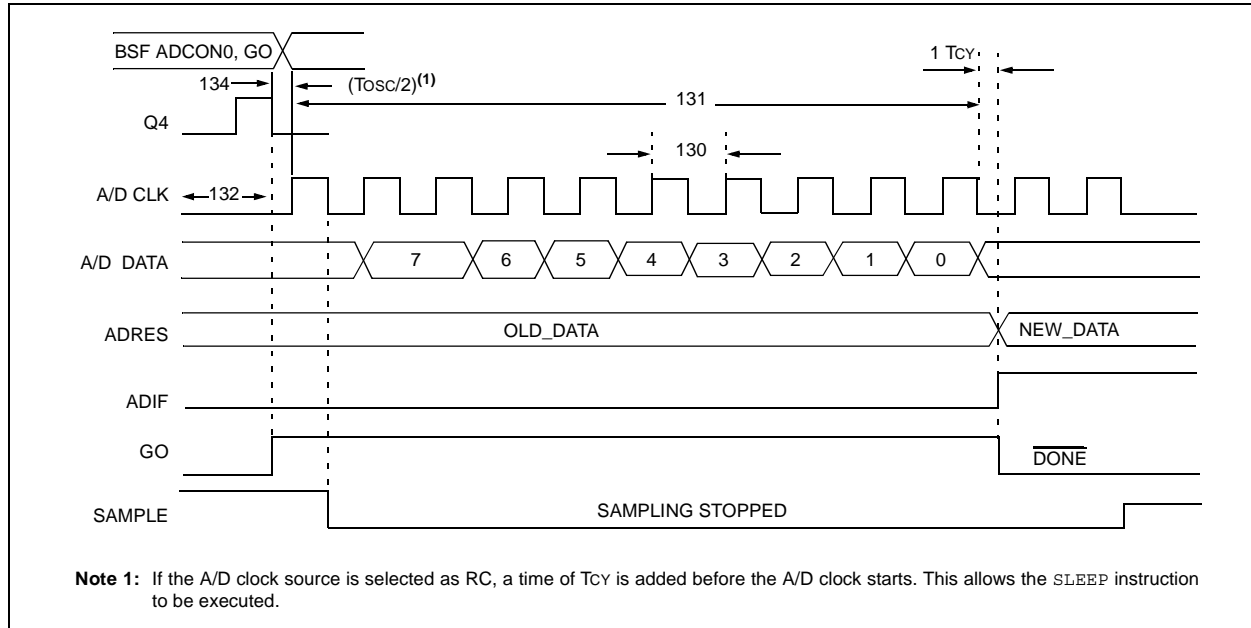 BSF ADCON0, GO
1 TCY
134
(TOSC/2)(1)
131
Q4
130
A/D CLK
132
A/D DATA
7 6 5 4 3 2 1 0
ADRES
OLD_DATA
NEW_DATA
ADIF
GO
DONE
SAMPLE
SAMPLING STOPPED
Note 1: If the A/D clock source is selected as RC, a time of TCY is added before the A/D clock starts. This allows the SLEEP instruction
to be executed.